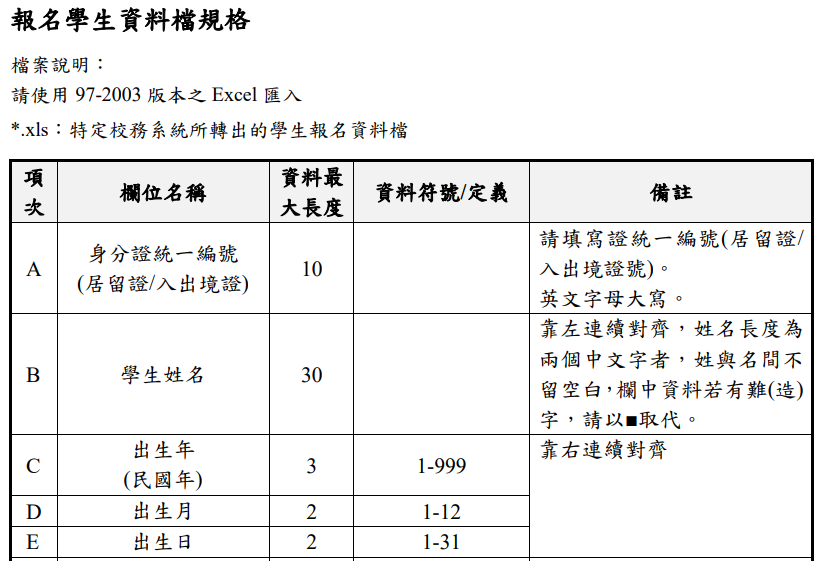 報名學生資料檔規格
檔案說明：
請使用 97-2003 版本之 Excel 匯入
*.xls：特定校務系統所轉出的學生報名資料檔
項次 欄位名稱 資料最大長度 資料符號/定義 備註
A 身分證統一編號(居留證/入出境證) 10 請填寫證統一編號(居留證/入出境證號)。英文字母大寫。
B 學生姓名 30 靠左連續對齊，姓名長度為兩個中文字者，姓與名間不留空白，欄中資料若有難(造)字，請以■取代。
C 出生年(民國年) 3 1-999 靠右連續對齊
D 出生月 2 1-12
E 出生日 2 1-31